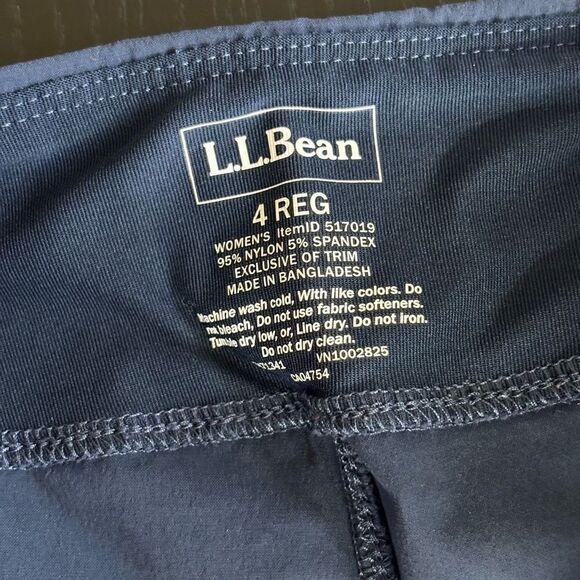 L.L.Bean
4 REG
WOMEN'S ItemID 517019
95% NYLON 5% SPANDEX
EXCLUSIVE OF TRIM
MADE IN BANGLADESH
Machine wash cold, With like colors. Do
not bleach, Do not use fabric softeners.
Tumble dry low, or, Line dry. Do not iron.
Do not dry clean.
VN1002825
CA04754